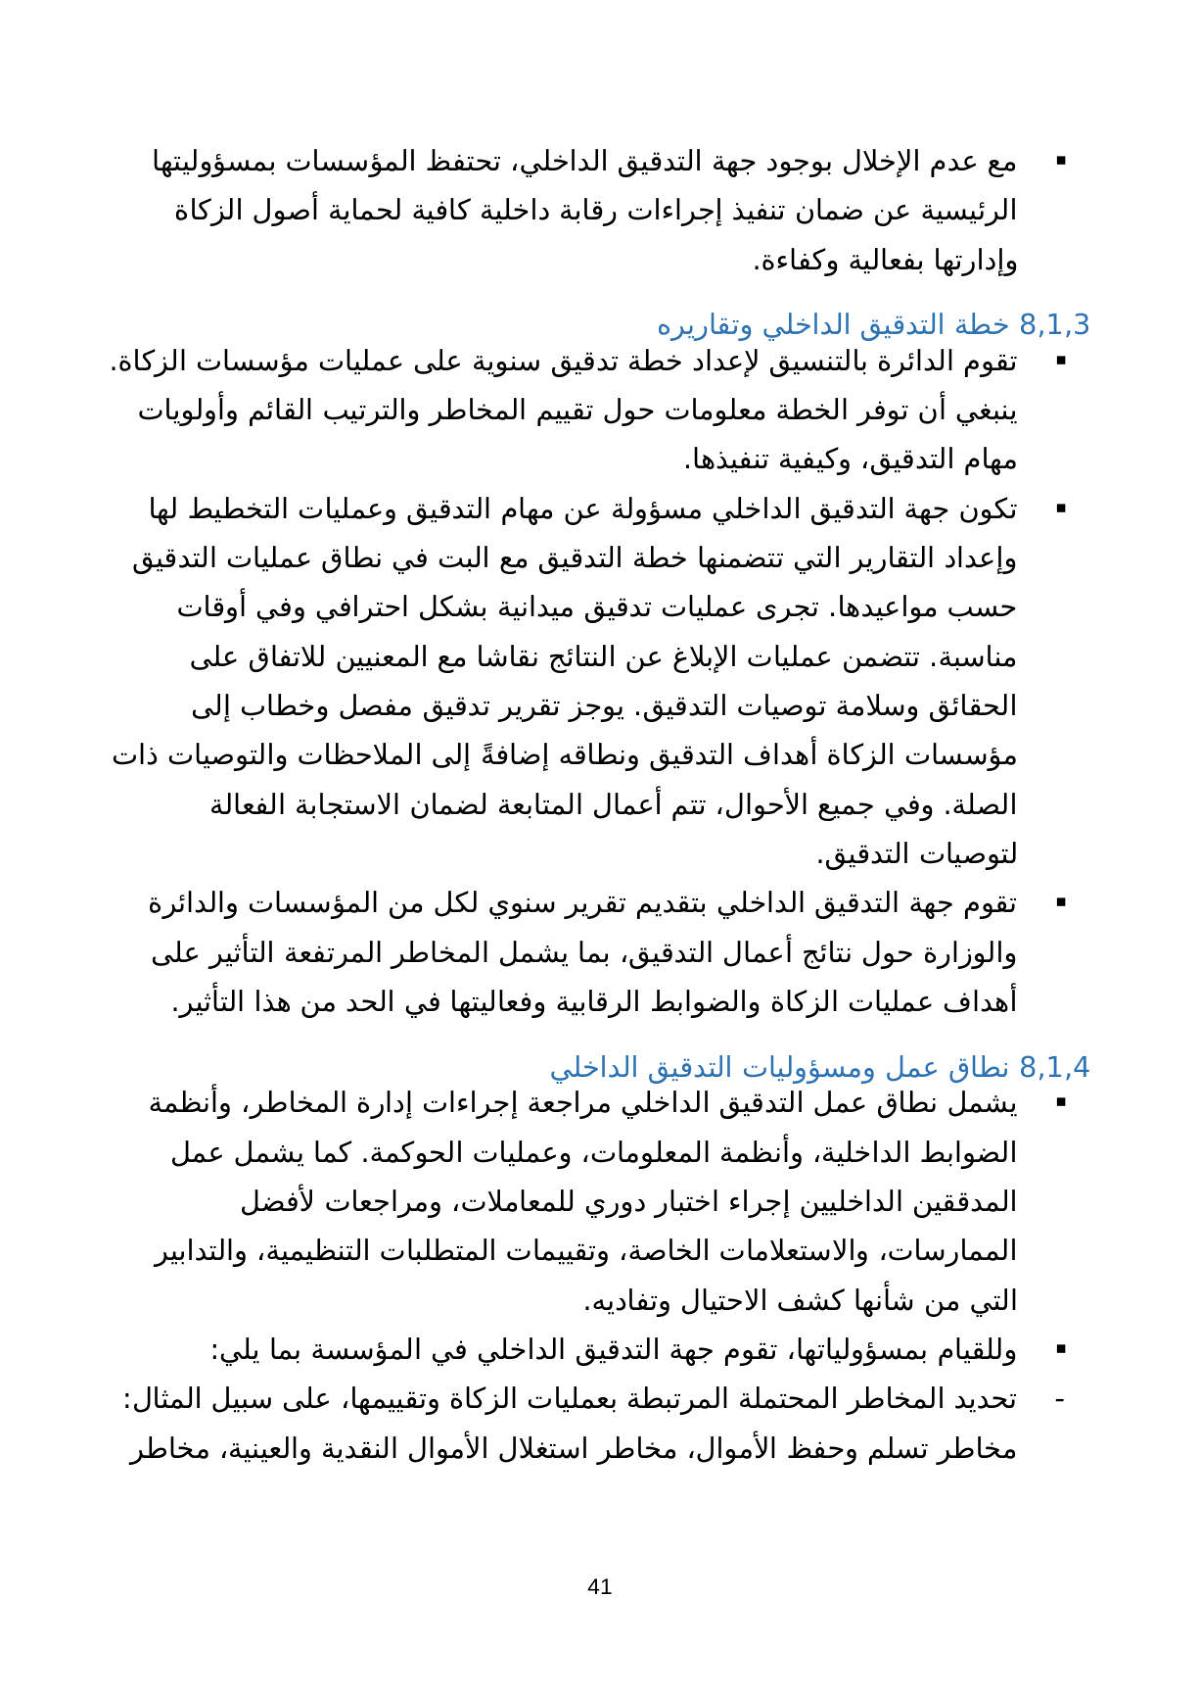 ▪ مع عدم الإخلال بوجود جهة التدقيق الداخلي، تحتفظ المؤسسات بمسؤوليتها
الرئيسية عن ضمان تنفيذ إجراءات رقابة داخلية كافية لحماية أصول الزكاة
وإدارتها بفعالية وكفاءة.
8,1,3 خطة التدقيق الداخلي وتقاريره
▪ تقوم الدائرة بالتنسيق لإعداد خطة تدقيق سنوية على عمليات مؤسسات الزكاة.
ينبغي أن توفر الخطة معلومات حول تقييم المخاطر والترتيب القائم وأولويات
مهام التدقيق، وكيفية تنفيذها.
▪ تكون جهة التدقيق الداخلي مسؤولة عن مهام التدقيق وعمليات التخطيط لها
وإعداد التقارير التي تتضمنها خطة التدقيق مع البت في نطاق عمليات التدقيق
حسب مواعيدها. تجرى عمليات تدقيق ميدانية بشكل احترافي وفي أوقات
مناسبة. تتضمن عمليات الإبلاغ عن النتائج نقاشا مع المعنيين للاتفاق على
الحقائق وسلامة توصيات التدقيق. يوجز تقرير تدقيق مفصل وخطاب إلى
مؤسسات الزكاة أهداف التدقيق ونطاقه إضافةً إلى الملاحظات والتوصيات ذات
الصلة. وفي جميع الأحوال، تتم أعمال المتابعة لضمان الاستجابة الفعالة
لتوصيات التدقيق.
▪ تقوم جهة التدقيق الداخلي بتقديم تقرير سنوي لكل من المؤسسات والدائرة
والوزارة حول نتائج أعمال التدقيق، بما يشمل المخاطر المرتفعة التأثير على
أهداف عمليات الزكاة والضوابط الرقابية وفعاليتها في الحد من هذا التأثير.
8,1,4 نطاق عمل ومسؤوليات التدقيق الداخلي
▪ يشمل نطاق عمل التدقيق الداخلي مراجعة إجراءات إدارة المخاطر، وأنظمة
الضوابط الداخلية، وأنظمة المعلومات، وعمليات الحوكمة. كما يشمل عمل
المدققين الداخليين إجراء اختبار دوري للمعاملات، ومراجعات لأفضل
الممارسات، والاستعلامات الخاصة، وتقييمات المتطلبات التنظيمية، والتدابير
التي من شأنها كشف الاحتيال وتفاديه.
▪ وللقيام بمسؤولياتها، تقوم جهة التدقيق الداخلي في المؤسسة بما يلي:
- تحديد المخاطر المحتملة المرتبطة بعمليات الزكاة وتقييمها، على سبيل المثال:
مخاطر تسلم وحفظ الأموال، مخاطر استغلال الأموال النقدية والعينية، مخاطر
41